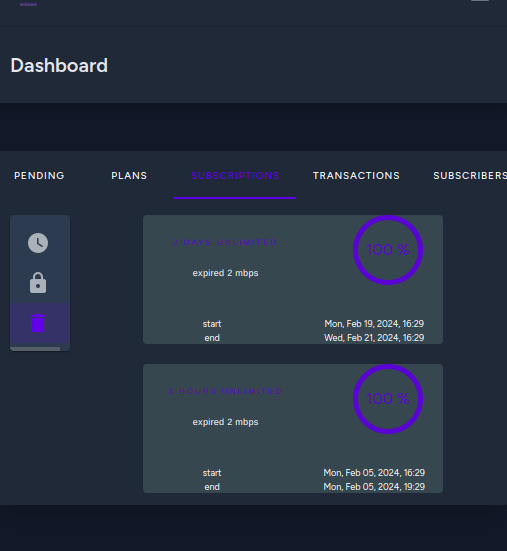 Dashboard
PENDING PLANS SUBSCRIPTIONS TRANSACTIONS SUBSCRIBERS
2 DAYS UNLIMITED
100 %
expired 2 mbps
start Mon, Feb 19, 2024, 16:29
end Wed, Feb 21, 2024, 16:29
3 HOURS UNLIMITED
100 %
expired 2 mbps
start Mon, Feb 05, 2024, 16:29
end Mon, Feb 05, 2024, 19:29